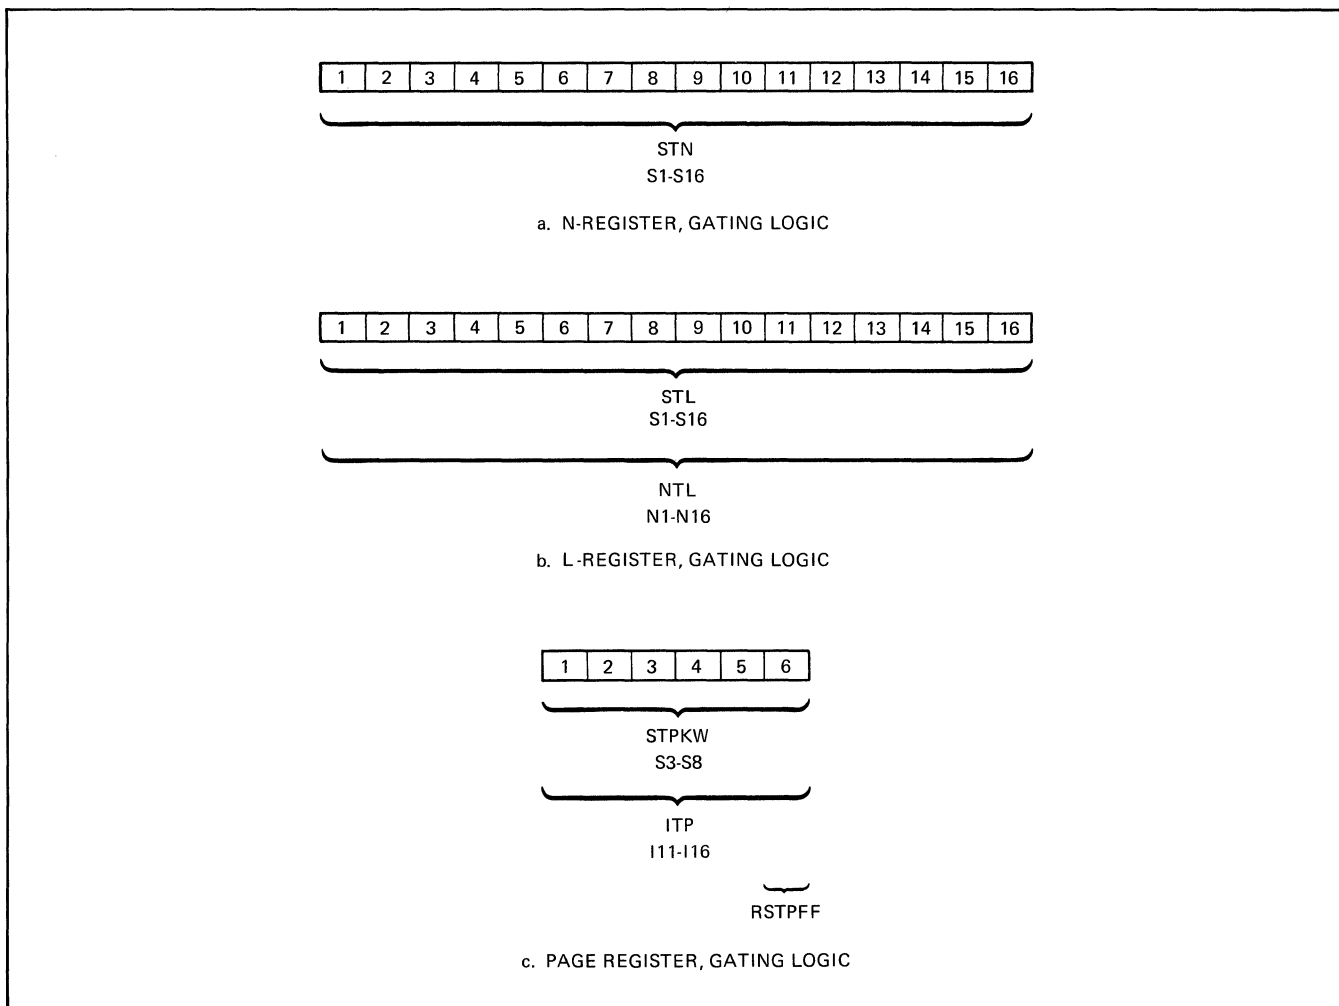 1 2 3 4 5 6 7 8 9 10 11 12 13 14 15 16
STN
S1-S16
a. N-REGISTER, GATING LOGIC
1 2 3 4 5 6 7 8 9 10 11 12 13 14 15 16
STL
S1-S16
NTL
N1-N16
b. L-REGISTER, GATING LOGIC
1 2 3 4 5 6
STPKW
S3-S8
ITP
I11-I16
RSTPFF
c. PAGE REGISTER, GATING LOGIC